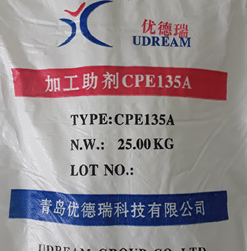 优德瑞
UDREAM
加工助剂CPE135A
TYPE:CPE135A
N.W.: 25.00KG
LOT NO.:
青岛优德瑞科技有限公司
UDREAM GROUP CO.,LTD